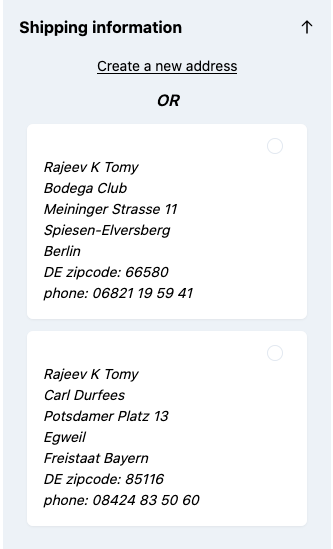 Shipping information
Create a new address
OR
Rajeev K Tomy
Bodega Club
Meininger Strasse 11
Spiesen-Elversberg
Berlin
DE zipcode: 66580
phone: 06821 19 59 41
Rajeev K Tomy
Carl Durfees
Potsdamer Platz 13
Egweil
Freistaat Bayern
DE zipcode: 85116
phone: 08424 83 50 60